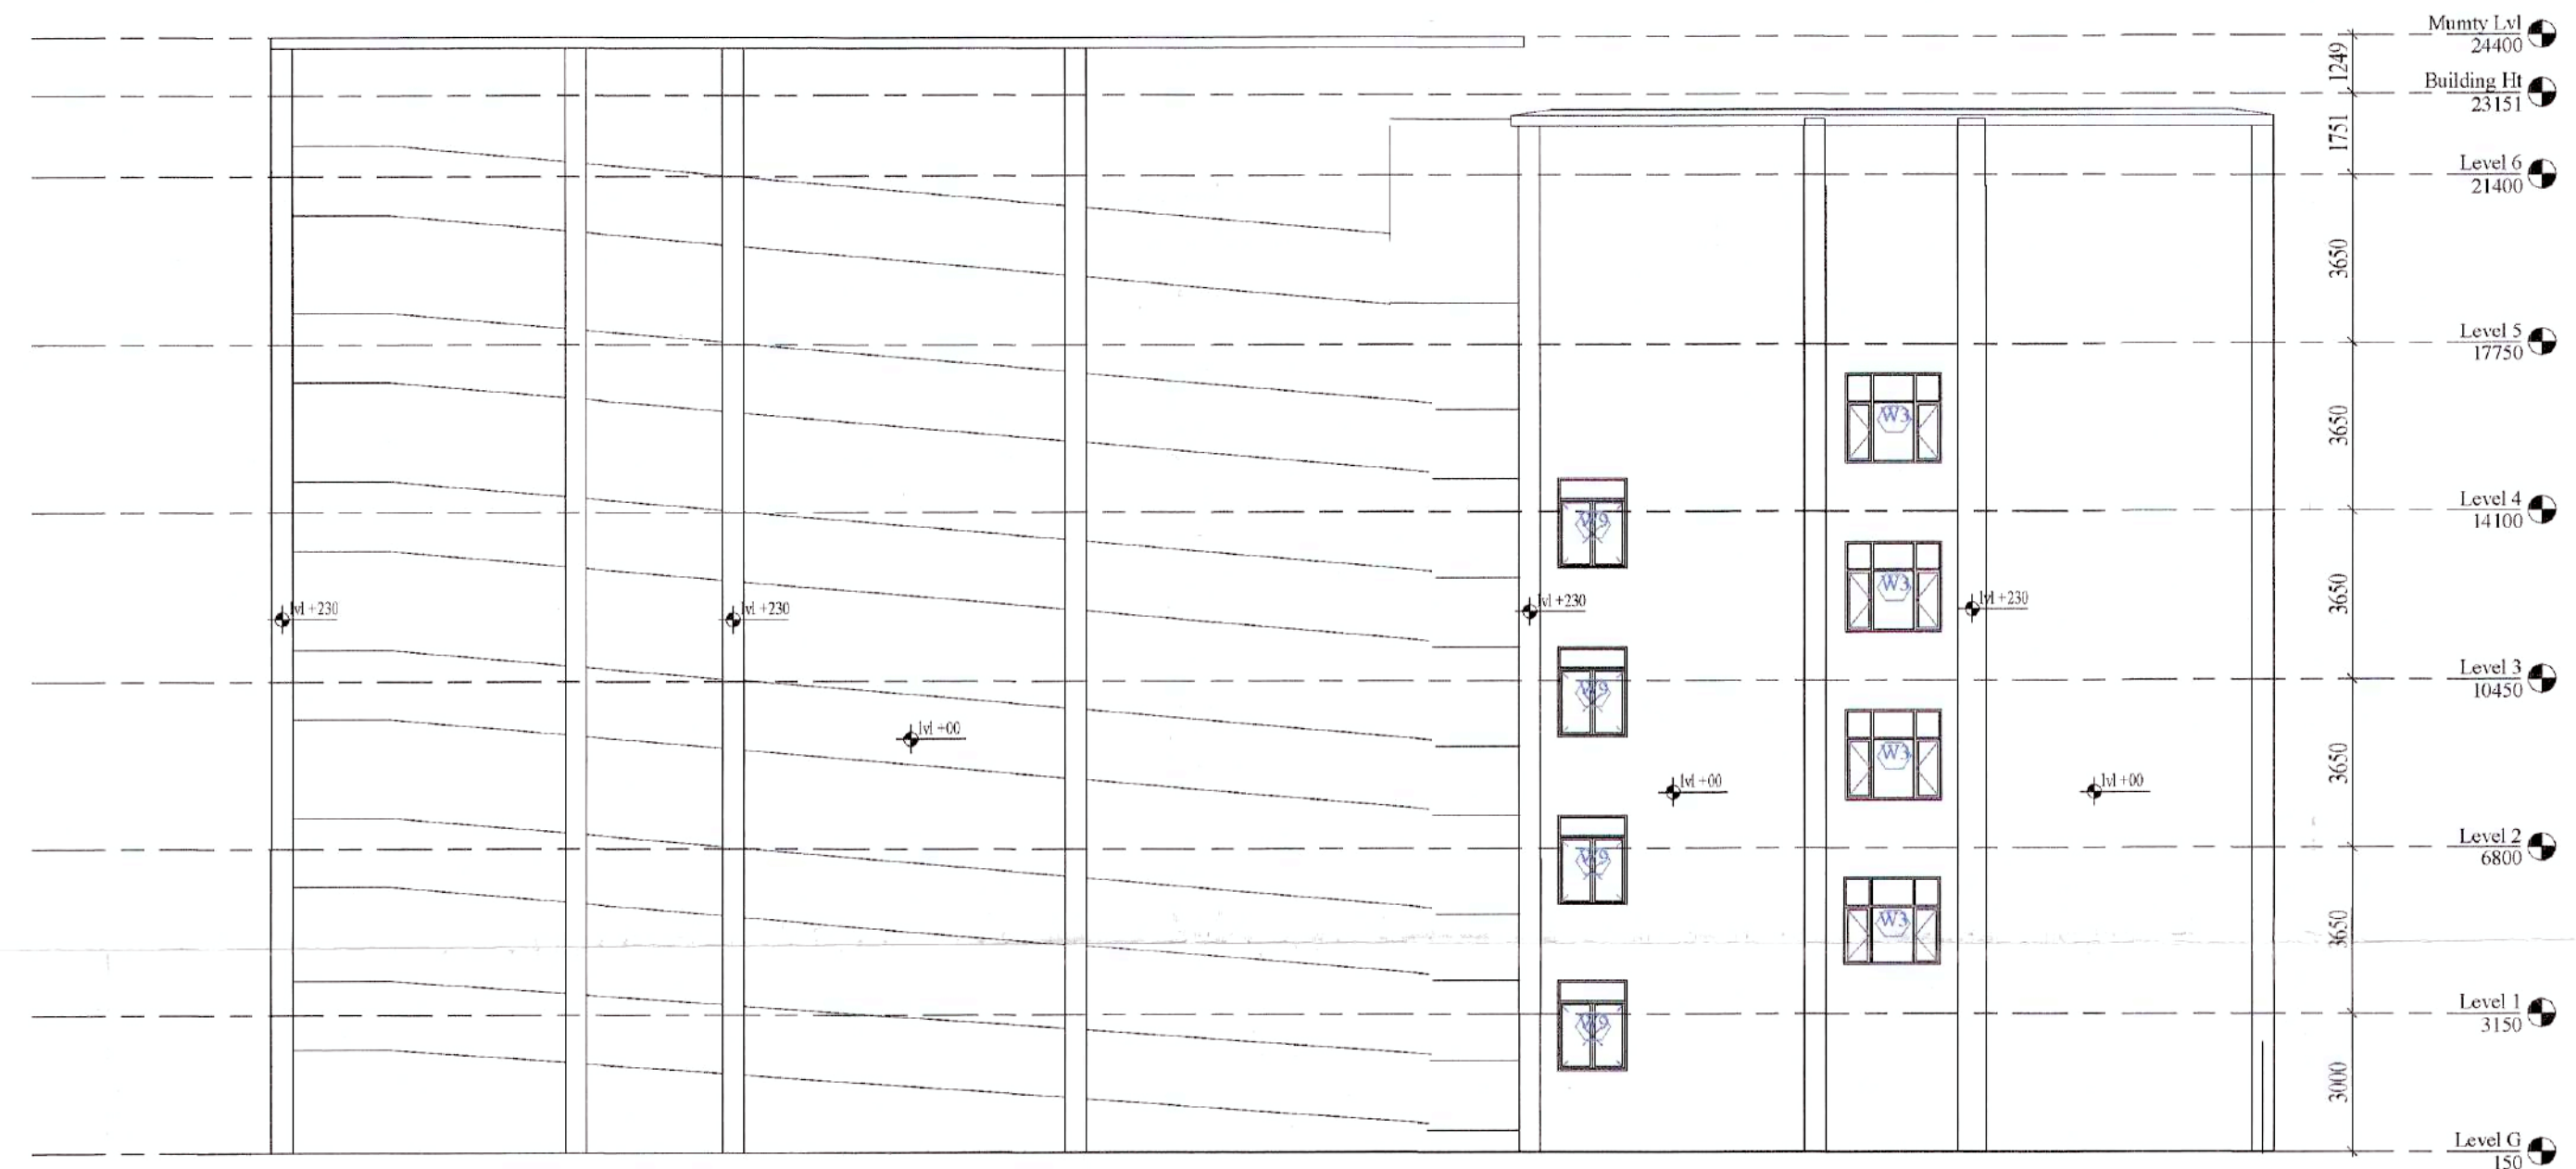 Mumty Lvl
24400
1249
Building Ht
23151
1751
Level 6
21400
3650
Level 5
17750
3650
W3
Level 4
14100
W9
3650
W3
lvl +230
lvl +230
lvl +230
lvl +230
Level 3
10450
W9
lvl +00
3650
W3
lvl +00
lvl +00
Level 2
6800
W9
3650
W3
Level 1
3150
W9
3000
Level G
150